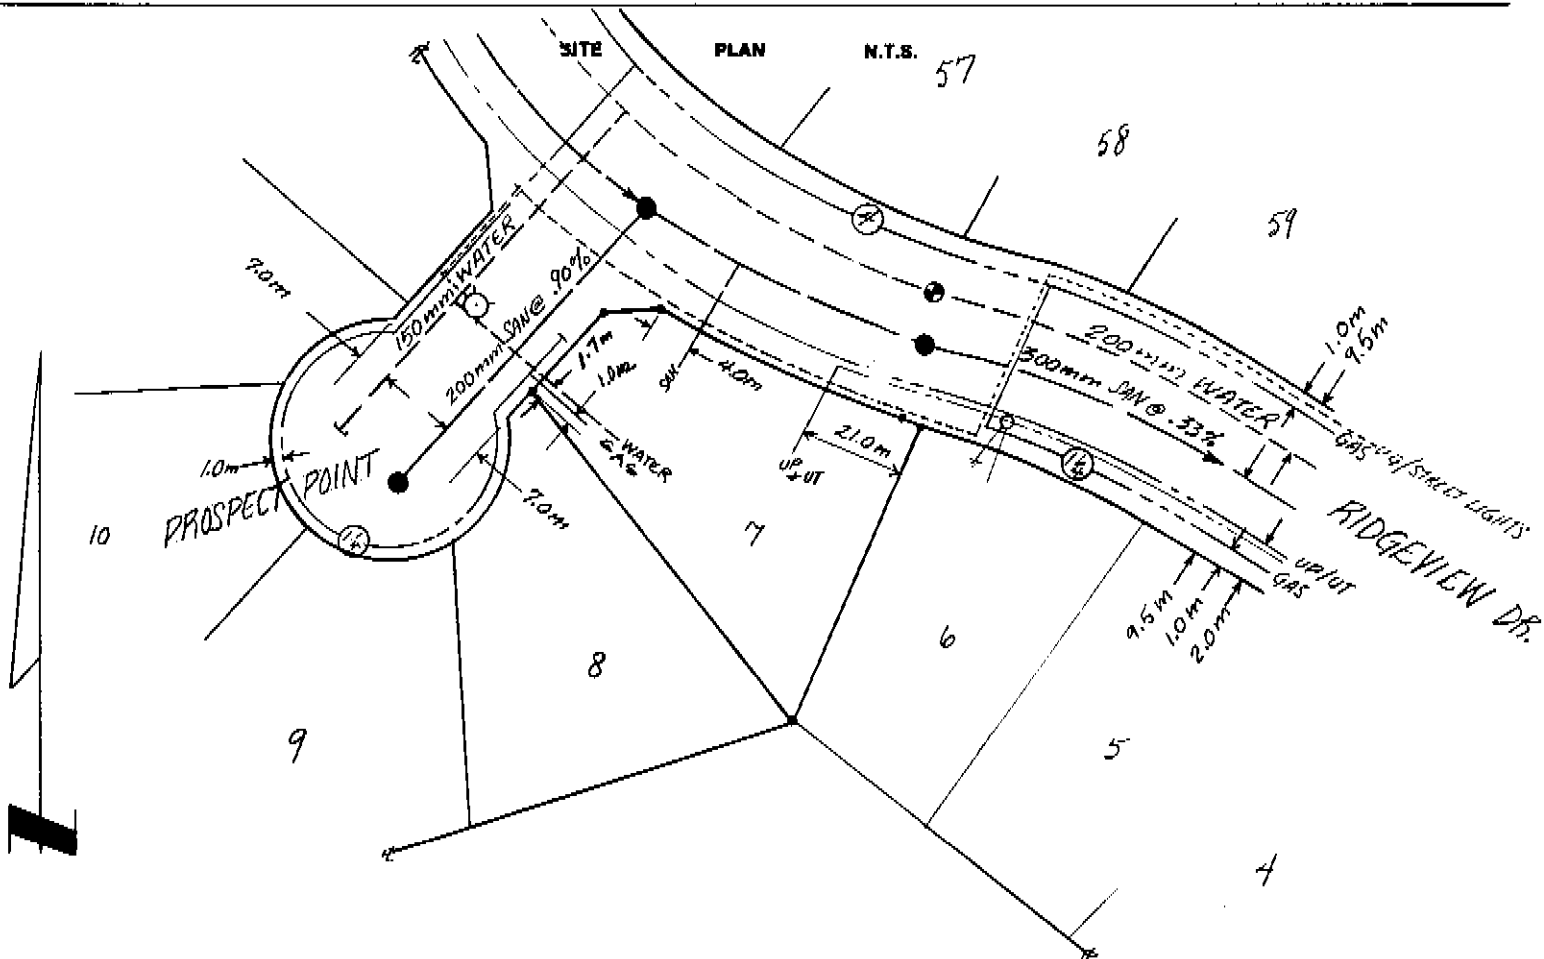 SITE PLAN N.T.S.
57
58
59
7.0m
150mm WATER
200mm SAN @ .90%
1.7m
1.0m
SAN
4.0m
WATER
GAS
1.0m
PROSPECT POINT
7.0m
21.0m
UP
+ UT
200mm WATER
300mm SAN @ .33%
1.0m
9.5m
GAS
/STREET LIGHTS
RIDGEVIEW DR.
UP/UT
GAS
9.5m
1.0m
2.0m
10
9
8
7
6
5
4